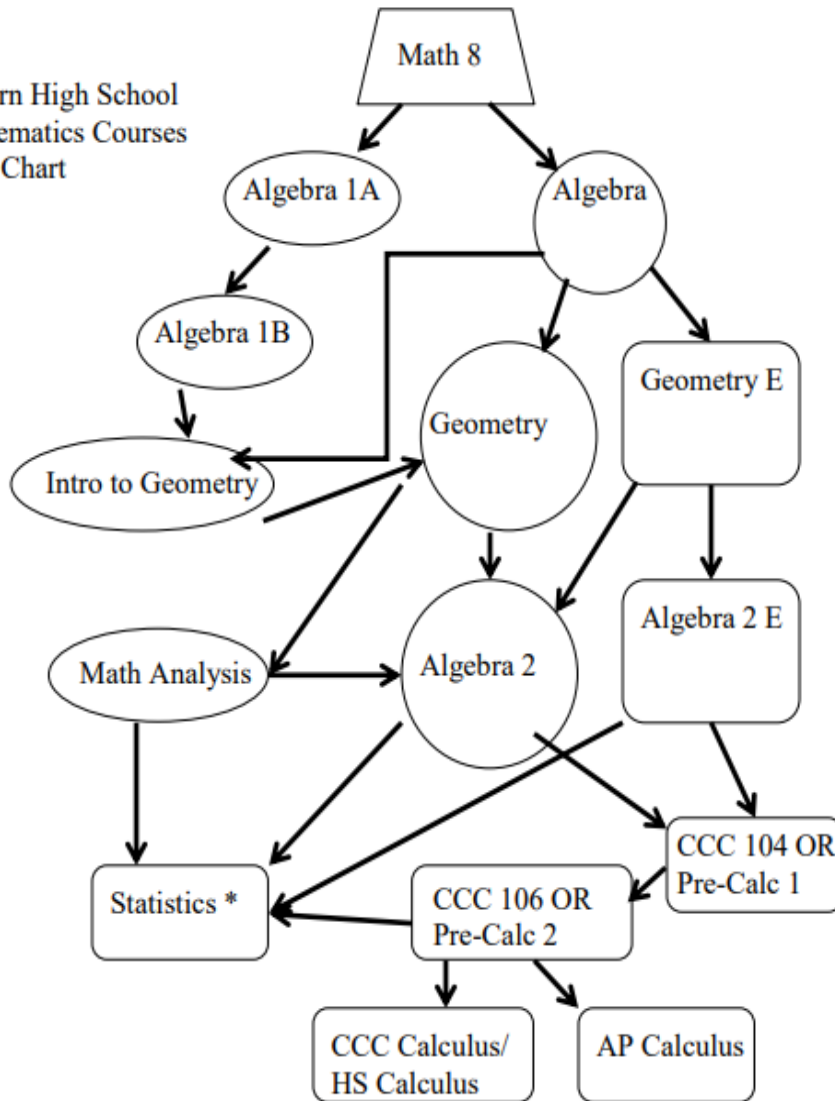 Math 8
rn High School
ematics Courses
Chart
Algebra 1A
Algebra
Algebra 1B
Geometry E
Geometry
Intro to Geometry
Algebra 2 E
Math Analysis
Algebra 2
CCC 104 OR
Pre-Calc 1
Statistics *
CCC 106 OR
Pre-Calc 2
CCC Calculus/
HS Calculus
AP Calculus